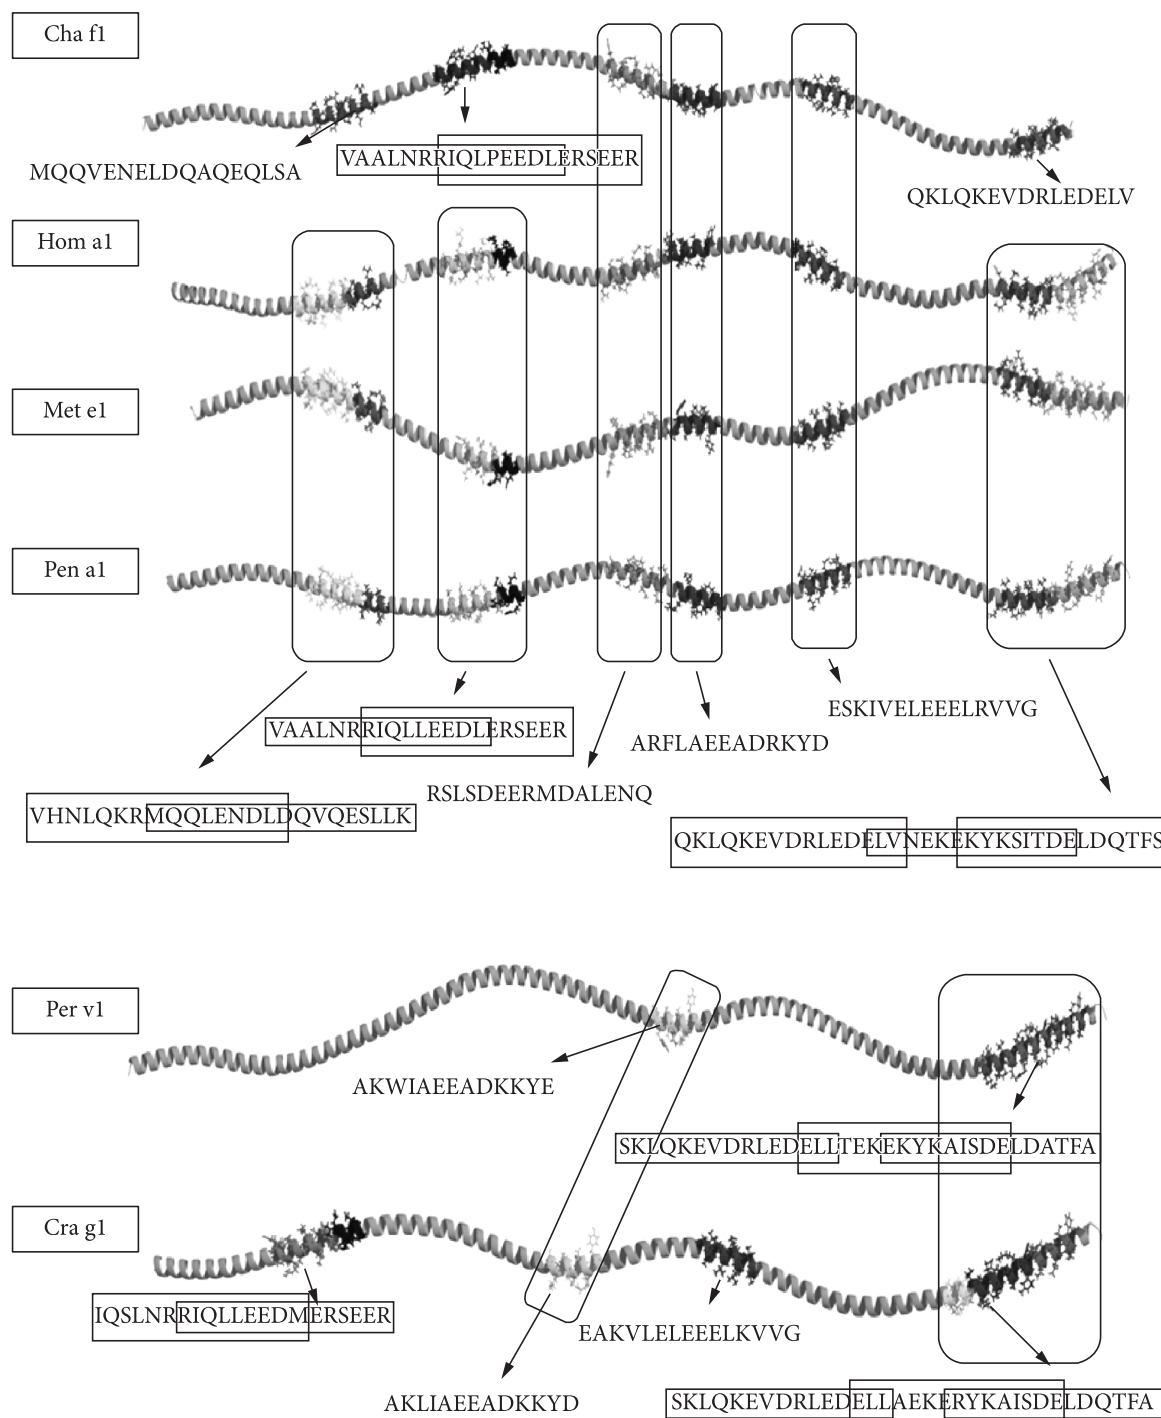 Cha f1
MQQVENELDQAQEQLSA
VAALNRRIQLPEEDLERSEER
QKLQKEVDRLEDELV
Hom a1
Met e1
Pen a1
ESKIVELEEELRVVG
VAALNRRIQLLEEDLERSEER
ARFLAEEADRKYD
RSLSDEERMDALENQ
VHNLQKRMQQLENDLDQVQESLLK
QKLQKEVDRLEDELVNEKEKYKSITDELDQTFS
Per v1
AKWIAEEADKKYE
SKLQKEVDRLEDELLTEKEKYKAISDELDATFA
Cra g1
IQSLNRRIQLLEEDMERSEER
EAKVLELEEELKVVG
AKLIAEEADKKYD
SKLQKEVDRLEDELLAEKERYKAISDELDQTFA